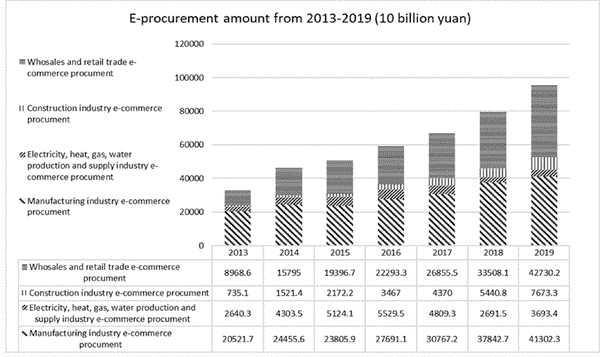 E-procurement amount from 2013-2019 (10 billion yuan)
120000
100000
80000
60000
40000
20000
0
Whosales and retail trade e-
commerce procument
Construction industry e-commerce
procument
Electricity, heat, gas, water
production and supply industry e-
commerce procument
Manufacturing industry e-commerce
procument
2013 2014 2015 2016 2017 2018 2019
Whosales and retail trade e-commerce
procument
8968.6 15795 19396.7 22293.3 26855.5 33508.1 42730.2
Construction industry e-commerce procument 735.1 1521.4 2172.2 3467 4370 5440.8 7673.3
Electricity, heat, gas, water production and
supply industry e-commerce procument
2640.3 4303.5 5124.1 5529.5 4809.3 2691.5 3693.4
Manufacturing industry e-commerce
procument
20521.7 24455.6 23805.9 27691.1 30767.2 37842.7 41302.3